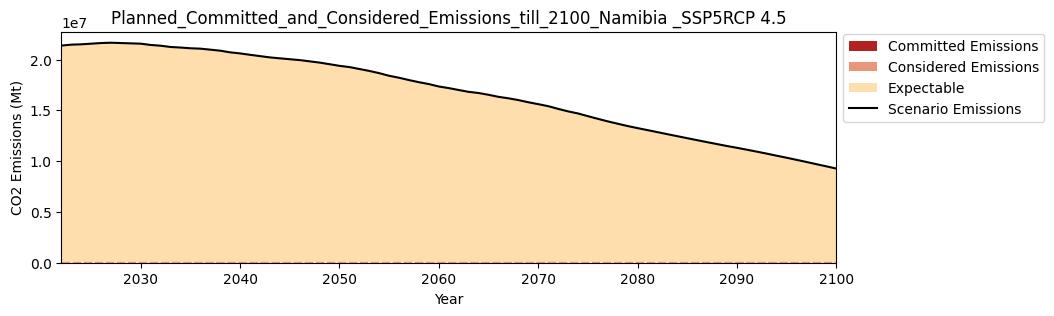 Planned_Committed_and_Considered_Emissions_till_2100_Namibia _SSP5RCP 4.5
1e7
2.0
1.5
1.0
0.5
0.0
CO2 Emissions (Mt)
2030 2040 2050 2060 2070 2080 2090 2100
Year
Committed Emissions
Considered Emissions
Expectable
Scenario Emissions